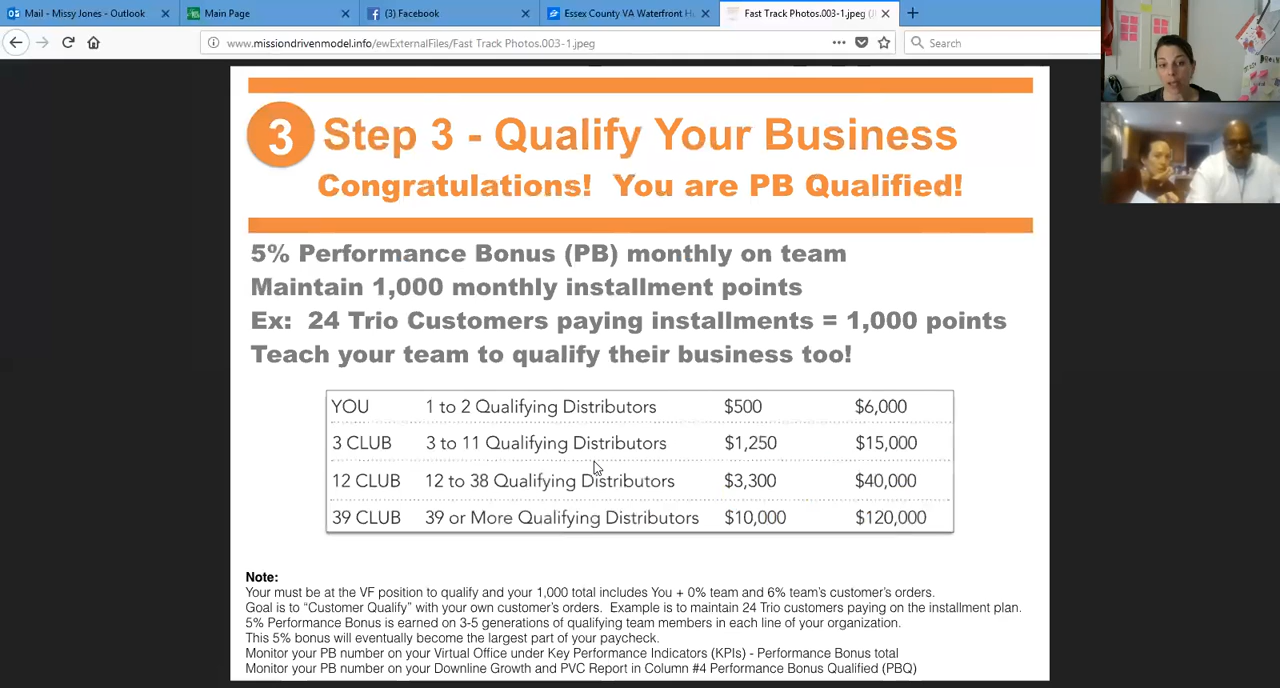 Mail - Missy Jones - Outlook
Main Page
(3) Facebook
Essex County VA Waterfront H
Fast Track Photos.003-1.jpeg (J
www.missiondrivenmodel.info/ewExternalFiles/Fast Track Photos.003-1.jpeg
Search
3 Step 3 - Qualify Your Business
Congratulations! You are PB Qualified!
5% Performance Bonus (PB) monthly on team
Maintain 1,000 monthly installment points
Ex: 24 Trio Customers paying installments = 1,000 points
Teach your team to qualify their business too!
YOU 1 to 2 Qualifying Distributors $500 $6,000
3 CLUB 3 to 11 Qualifying Distributors $1,250 $15,000
12 CLUB 12 to 38 Qualifying Distributors $3,300 $40,000
39 CLUB 39 or More Qualifying Distributors $10,000 $120,000
Note:
Your must be at the VF position to qualify and your 1,000 total includes You + 0% team and 6% team's customer's orders.
Goal is to "Customer Qualify" with your own customer's orders. Example is to maintain 24 Trio customers paying on the installment plan.
5% Performance Bonus is earned on 3-5 generations of qualifying team members in each line of your organization.
This 5% bonus will eventually become the largest part of your paycheck.
Monitor your PB number on your Virtual Office under Key Performance Indicators (KPIs) - Performance Bonus total
Monitor your PB number on your Downline Growth and PVC Report in Column #4 Performance Bonus Qualified (PBQ)